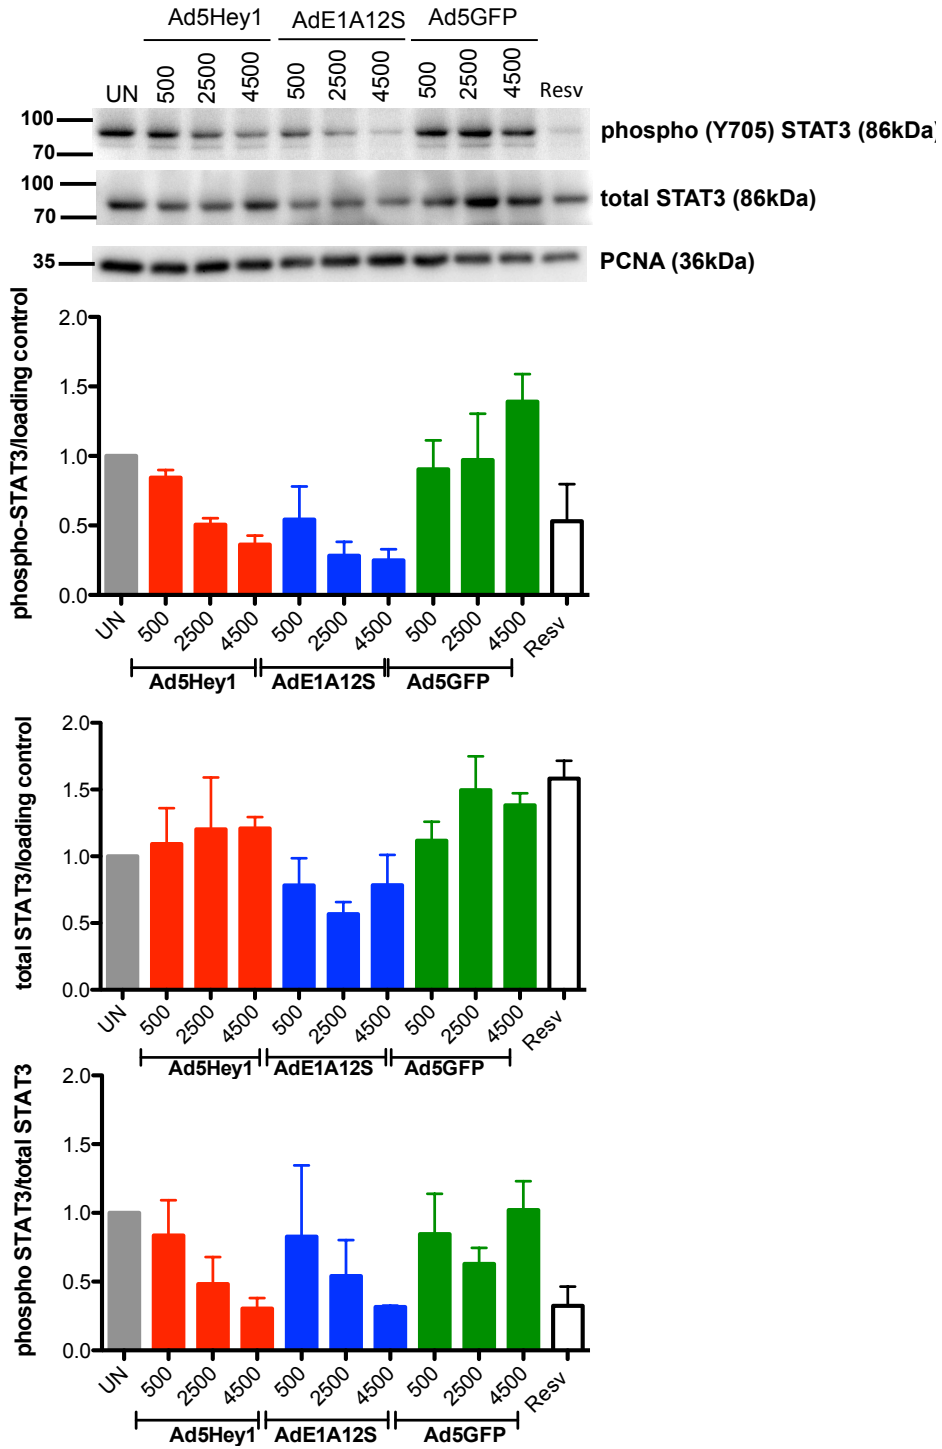 Ad5Hey1 AdE1A12S Ad5GFP
UN 500 2500 4500 500 2500 4500 500 2500 4500 Resv
100
70
phospho (Y705) STAT3 (86kDa)
100
70
total STAT3 (86kDa)
35
PCNA (36kDa)
phospho-STAT3/loading control
2.0
1.5
1.0
0.5
0.0
UN 500 2500 4500 500 2500 4500 500 2500 4500 Resv
Ad5Hey1 AdE1A12S Ad5GFP
total STAT3/loading control
2.0
1.5
1.0
0.5
0.0
UN 500 2500 4500 500 2500 4500 500 2500 4500 Resv
Ad5Hey1 AdE1A12S Ad5GFP
phospho STAT3/total STAT3
2.0
1.5
1.0
0.5
0.0
UN 500 2500 4500 500 2500 4500 500 2500 4500 Resv
Ad5Hey1 AdE1A12S Ad5GFP